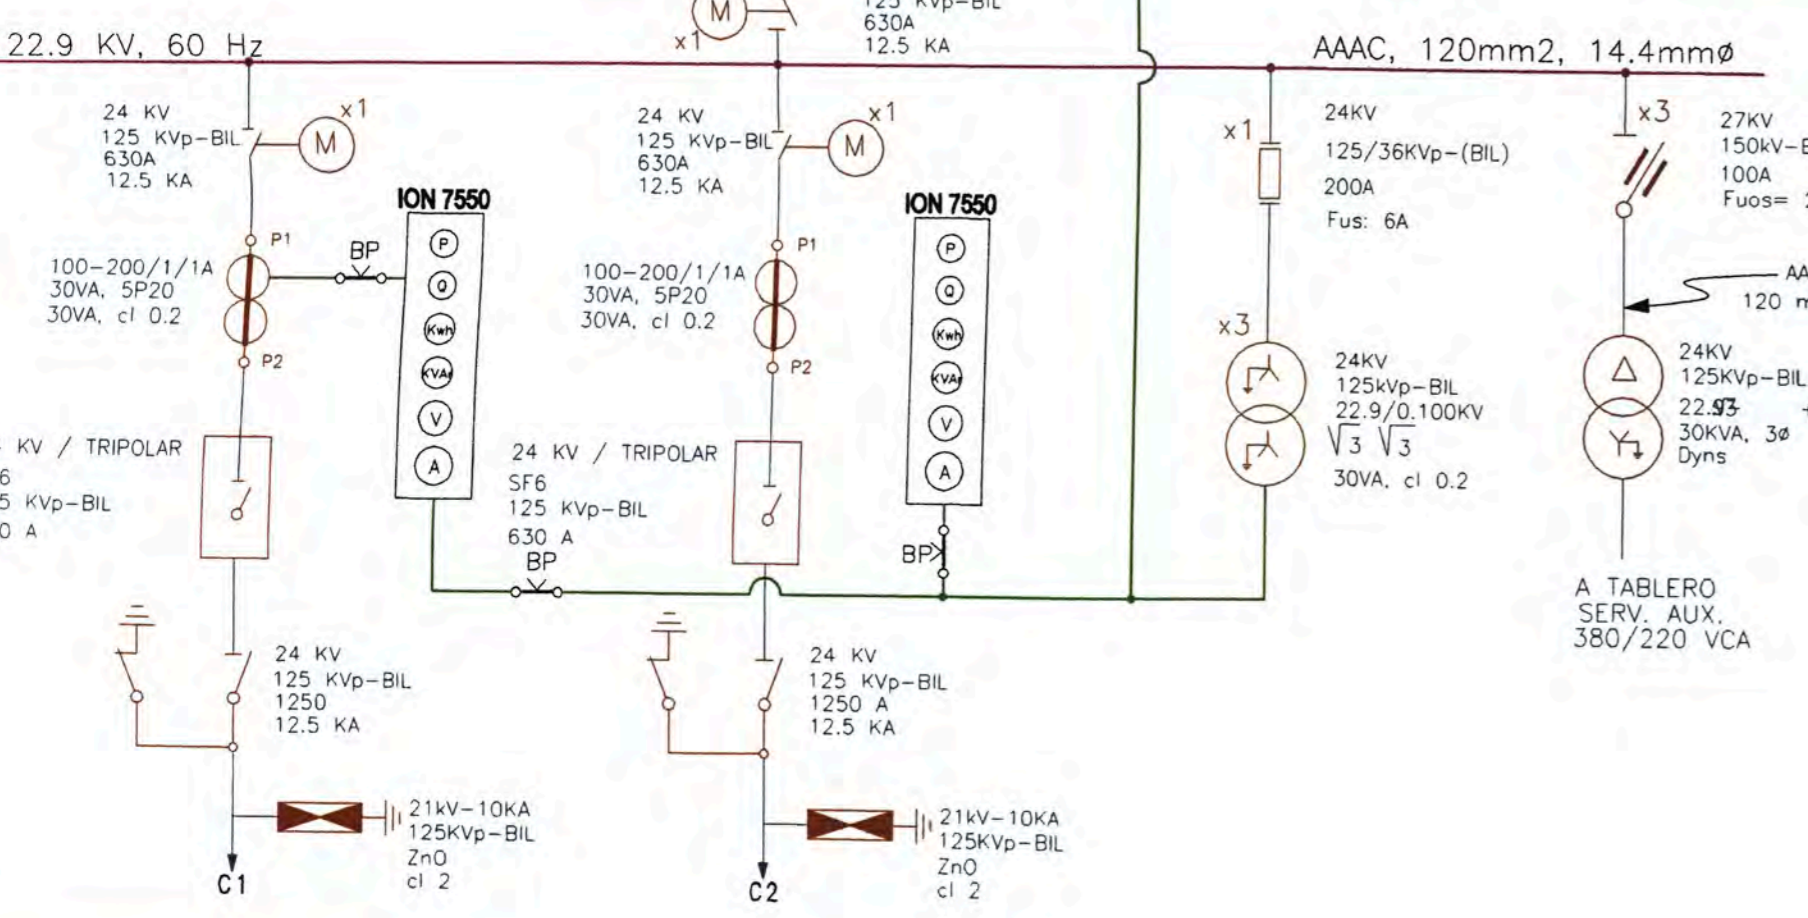 125 KVp-BIL
630A
12.5 KA
M
x1
22.9 KV, 60 Hz
AAAC, 120mm2, 14.4mmø
24 KV
125 KVp-BIL
630A
12.5 KA
M
x1
ION 7550
P
Q
Kwh
KVAr
V
A
BP
P1
100-200/1/1A
30VA, 5P20
30VA, cl 0.2
P2
KV / TRIPOLAR
KVp-BIL
A
24 KV
125 KVp-BIL
1250
12.5 KA
21kV-10KA
125KVp-BIL
ZnO
cl 2
C1
24 KV
125 KVp-BIL
630A
12.5 KA
M
x1
ION 7550
P
Q
Kwh
KVAr
V
A
BP
P1
100-200/1/1A
30VA, 5P20
30VA, cl 0.2
P2
24 KV / TRIPOLAR
SF6
125 KVp-BIL
630 A
BP
24 KV
125 KVp-BIL
1250 A
12.5 KA
21kV-10KA
125KVp-BIL
ZnO
cl 2
C2
x1
24KV
125/36KVp-(BIL)
200A
Fus: 6A
x3
24KV
125kVp-BIL
22.9/0.100KV
√3 √3
30VA, cl 0.2
x3
27KV
150kV-B
100A
Fuos=
AA
120 m
24KV
125KVp-BIL
30KVA, 3ø
Dyns
A TABLERO
SERV. AUX.
380/220 VCA